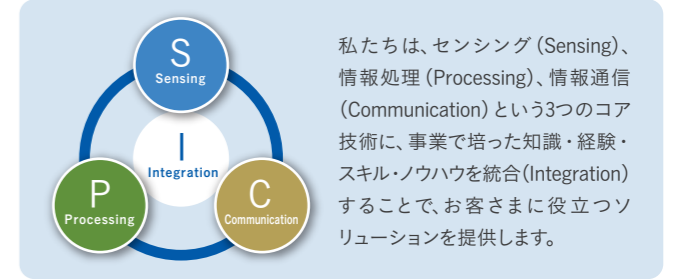 S
Sensing
I
Integration
P
Processing
C
Communication
私たちは、センシング(Sensing)、
情報処理(Processing)、情報通信
(Communication)という3つのコア
技術に、事業で培った知識・経験・
スキル・ノウハウを統合(Integration)
することで、お客さまに役立つソ
リューションを提供します。